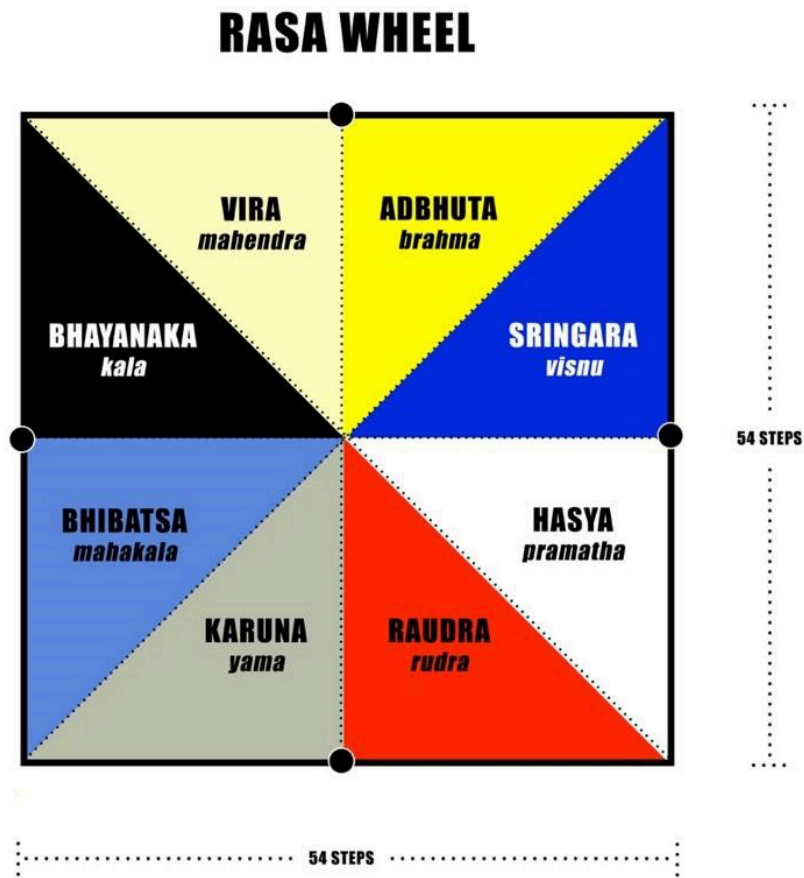 RASA WHEEL
VIRA
mahendra
ADBHUTA
brahma
BHAYANAKA
kala
SRINGARA
visnu
54 STEPS
BHIBATSA
mahakala
HASYA
pramatha
KARUNA
yama
RAUDRA
rudra
54 STEPS